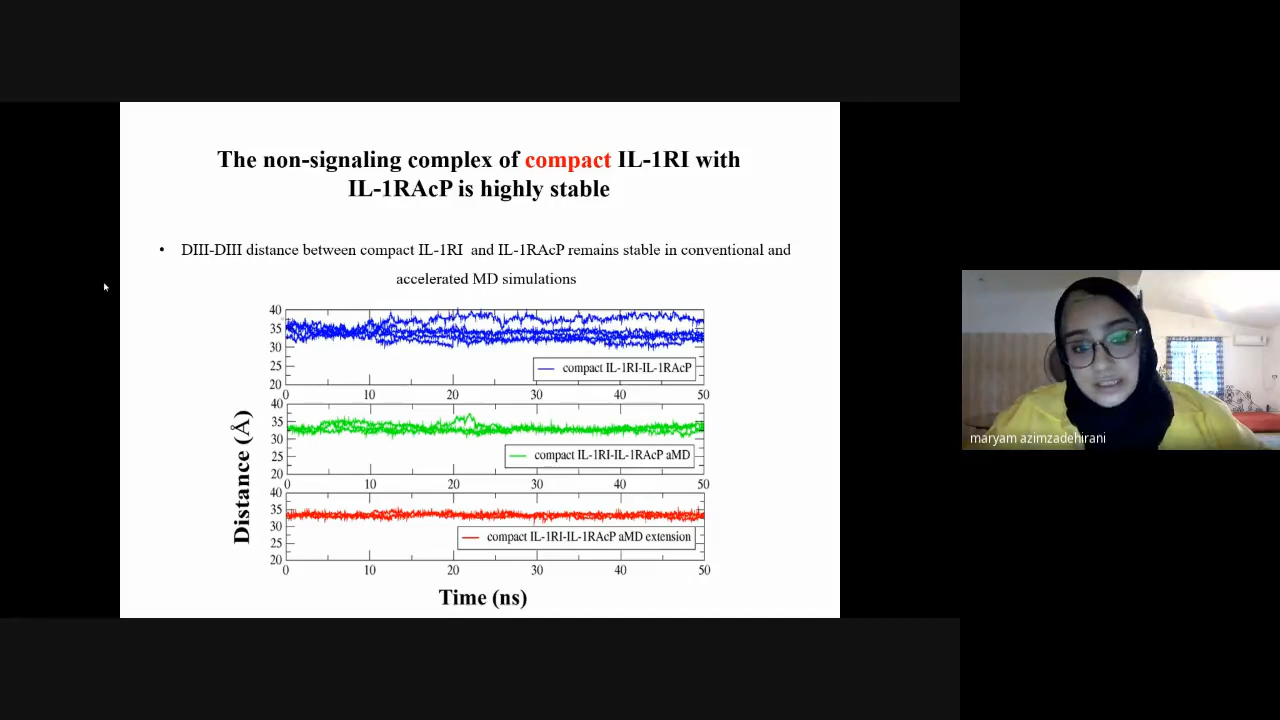 The non-signaling complex of compact IL-1RI with
IL-1RAcP is highly stable
• DIII-DIII distance between compact IL-1RI and IL-1RAcP remains stable in conventional and
accelerated MD simulations
40
35
30
25
20
compact IL-1RI-IL-1RAcP
0 10 20 30 40 50
40
35
30
25
20
compact IL-1RI-IL-1RAcP aMD
0 10 20 30 40 50
40
35
30
25
20
compact IL-1RI-IL-1RAcP aMD extension
0 10 20 30 40 50
Distance (Å)
Time (ns)
maryam azimzadehirani